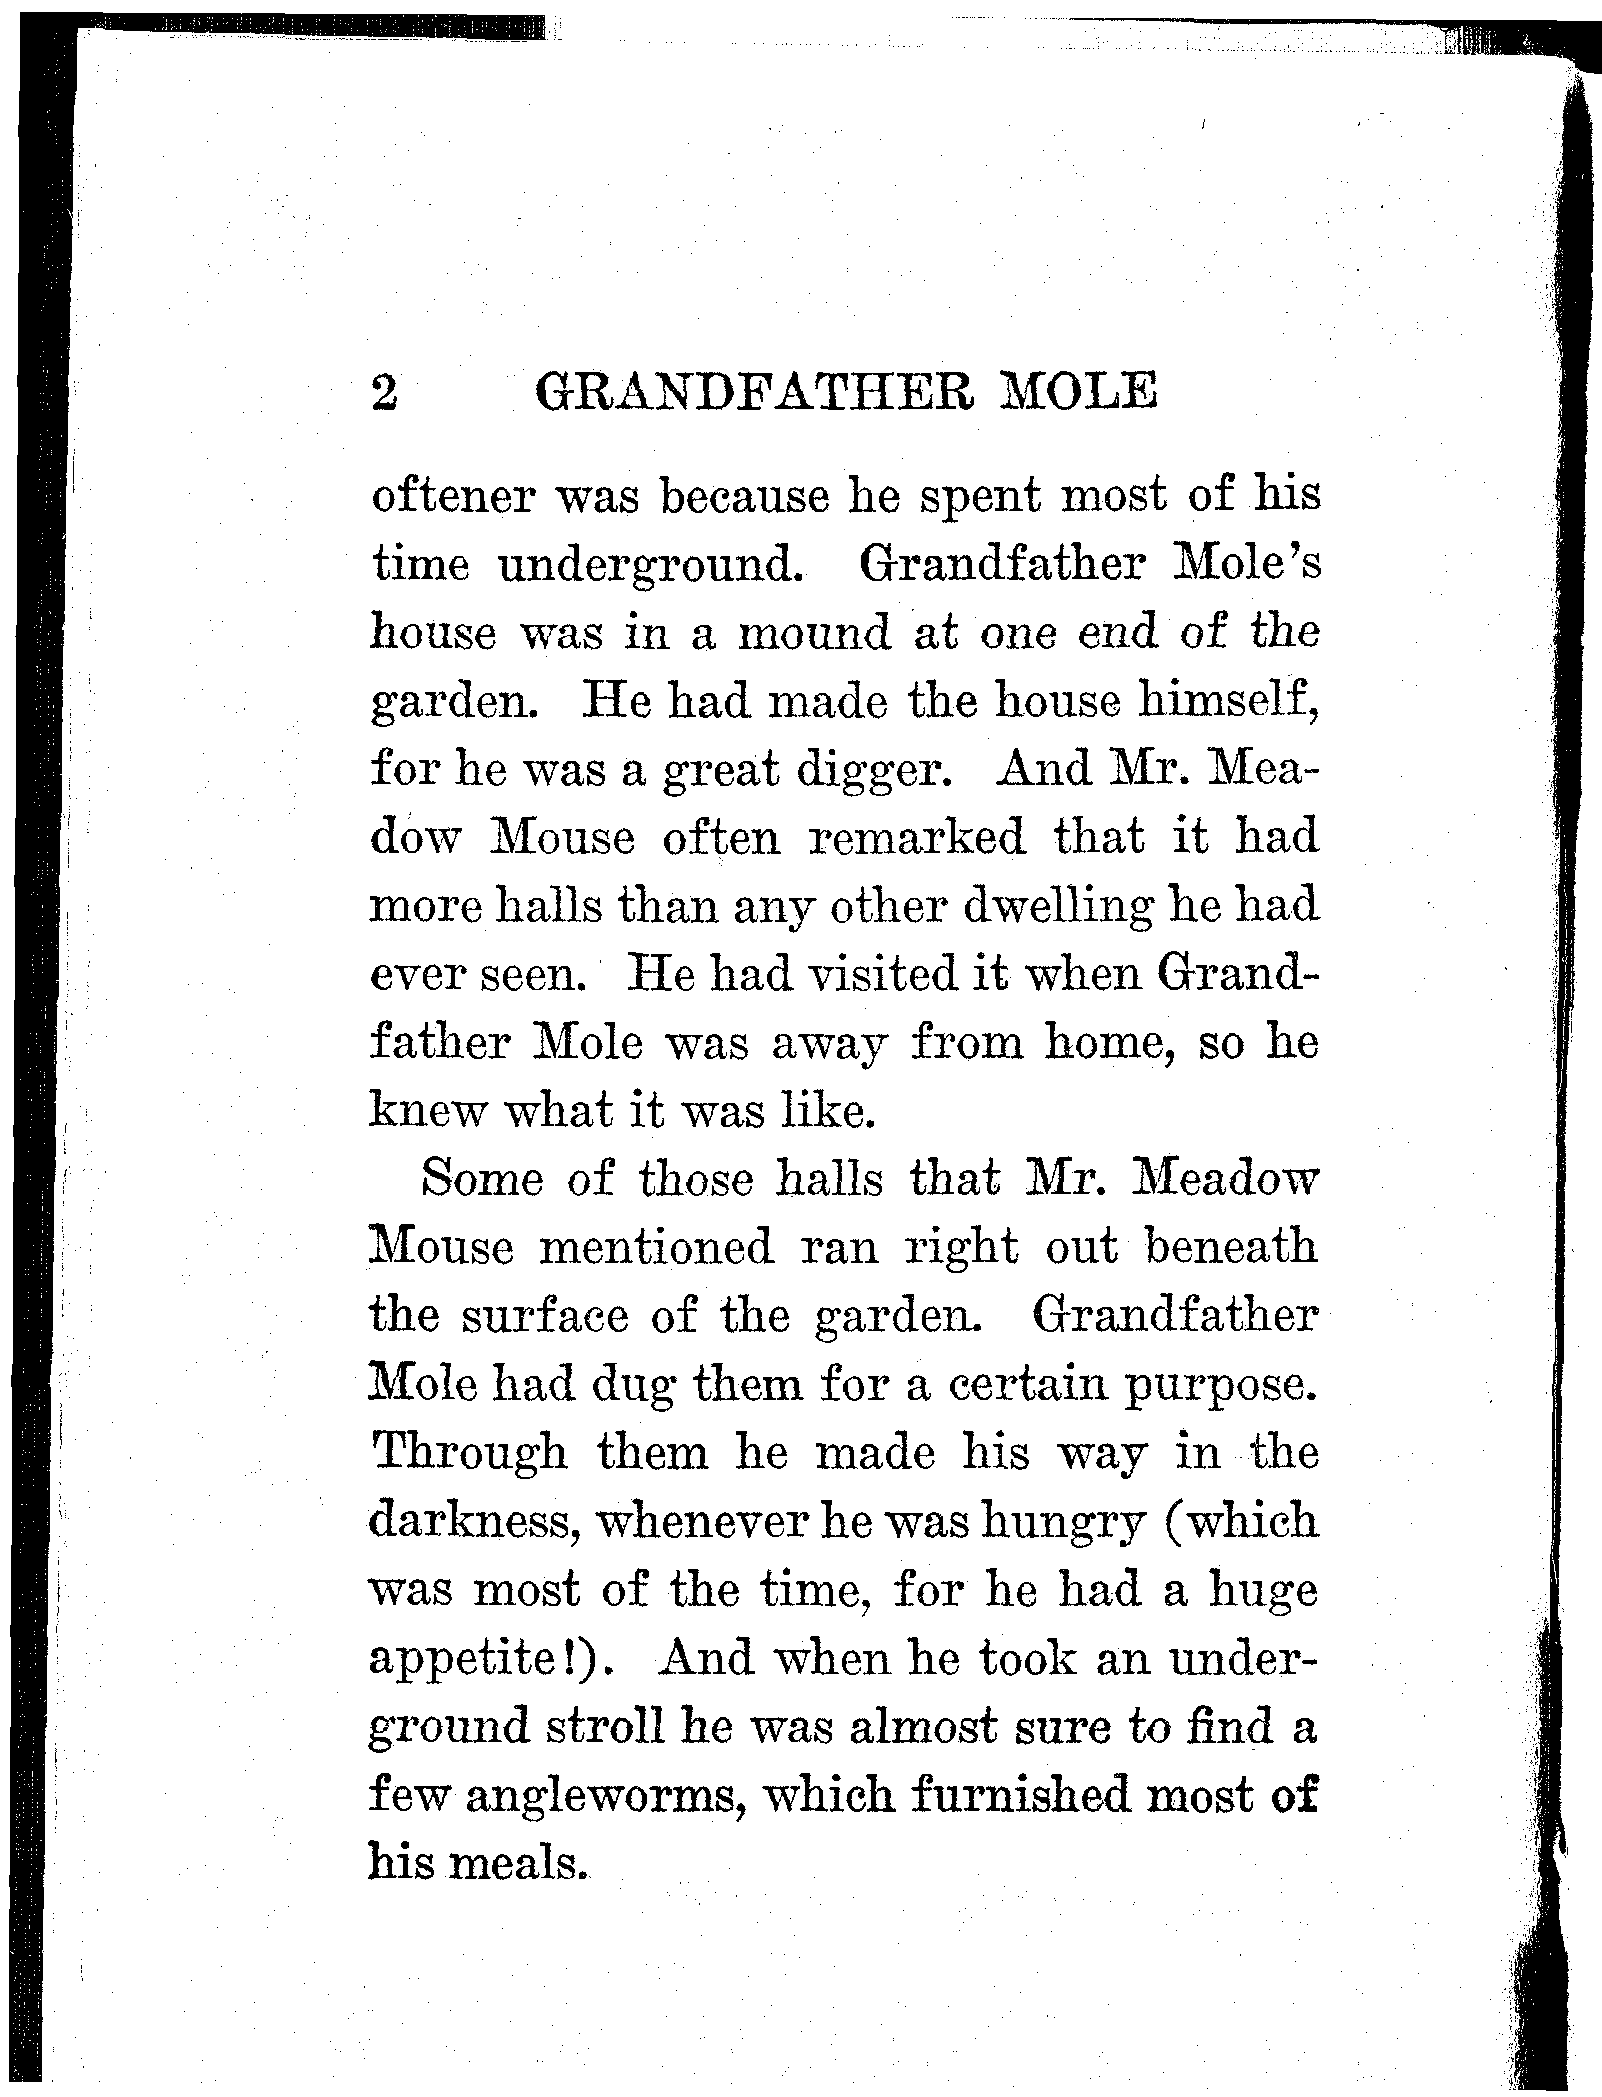 2 GRANDFATHER MOLE
oftener was because he spent most of his
time underground. Grandfather Mole's
house was in a mound at one end of the
garden. He had made the house himself,
for he was a great digger. And Mr. Mea-
dow Mouse often remarked that it had
more halls than any other dwelling he had
ever seen. He had visited it when Grand-
father Mole was away from home, so he
knew what it was like.
Some of those halls that Mr. Meadow
Mouse mentioned ran right out beneath
the surface of the garden. Grandfather
Mole had dug them for a certain purpose.
Through them he made his way in the
darkness, whenever he was hungry (which
was most of the time, for he had a huge
appetite!). And when he took an under-
ground stroll he was almost sure to find a
few angleworms, which furnished most of
his meals.